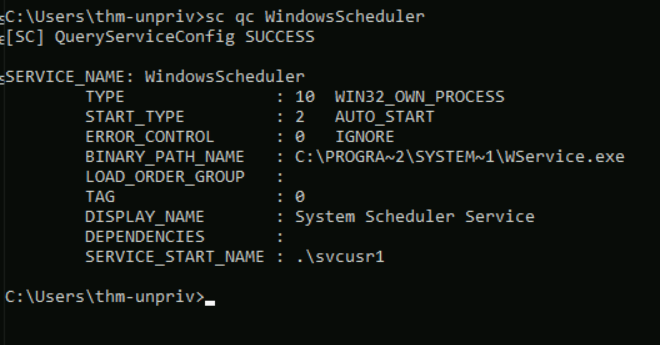 C:\Users\thm-unpriv>sc qc WindowsScheduler
[SC] QueryServiceConfig SUCCESS
SERVICE_NAME: WindowsScheduler
        TYPE               : 10  WIN32_OWN_PROCESS
        START_TYPE         : 2   AUTO_START
        ERROR_CONTROL      : 0   IGNORE
        BINARY_PATH_NAME   : C:\PROGRA~2\SYSTEM~1\WService.exe
        LOAD_ORDER_GROUP   :
        TAG                : 0
        DISPLAY_NAME       : System Scheduler Service
        DEPENDENCIES       :
        SERVICE_START_NAME : .\svcusr1
C:\Users\thm-unpriv>